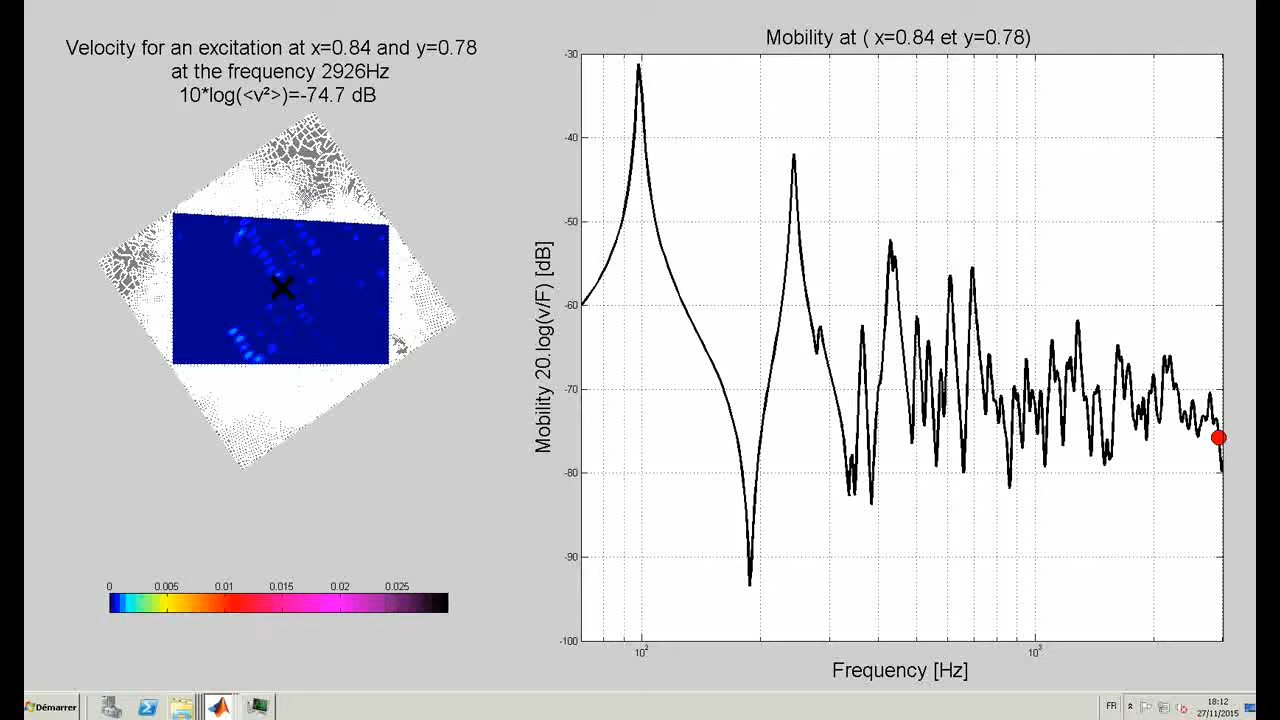 Velocity for an excitation at x=0.84 and y=0.78
at the frequency 2926Hz
10*log(<v²>)=-74.7 dB
0 0.005 0.01 0.015 0.02 0.025
Mobility at ( x=0.84 et y=0.78)
Mobility 20.log(v/F) [dB]
-30
-40
-50
-60
-70
-80
-90
-100
10² 10³
Frequency [Hz]
Démarrer
FR
18:12
27/11/2015